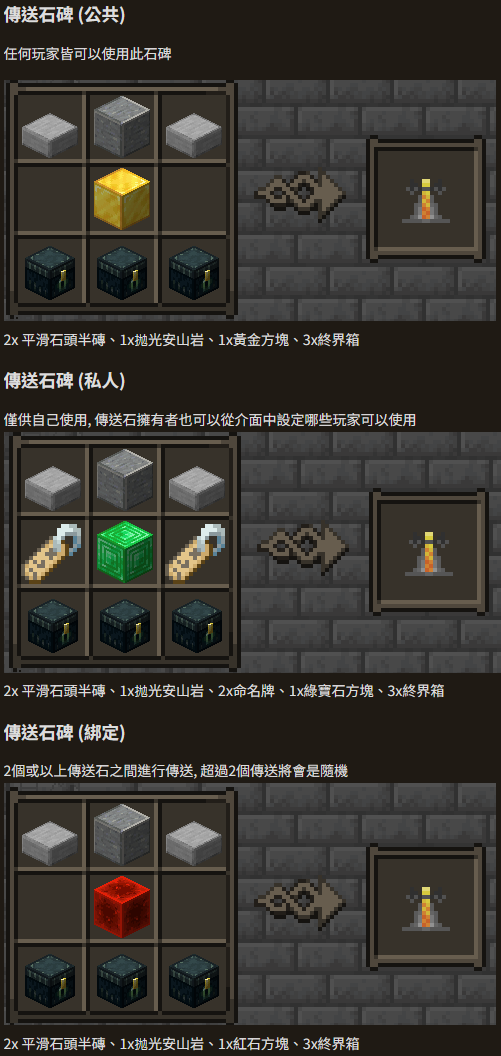 傳送石碑 (公共)
任何玩家皆可以使用此石碑
2x 平滑石頭半磚、1x拋光安山岩、1x黃金方塊、3x終界箱
傳送石碑 (私人)
僅供自己使用, 傳送石擁有者也可以從介面中設定哪些玩家可以使用
2x 平滑石頭半磚、1x拋光安山岩、2x命名牌、1x綠寶石方塊、3x終界箱
傳送石碑 (綁定)
2個或以上傳送石之間進行傳送, 超過2個傳送將會是隨機
2x 平滑石頭半磚、1x拋光安山岩、1x紅石方塊、3x終界箱